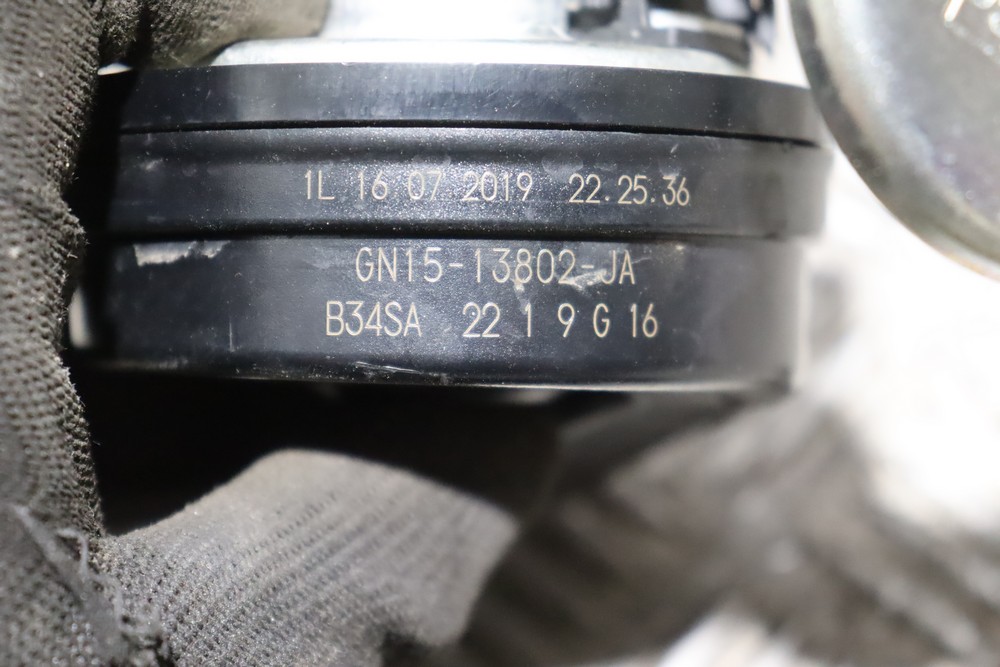 1L 16 07 2019 22.25.36
GN15-13802-JA
B34SA 22 1 9 G 16